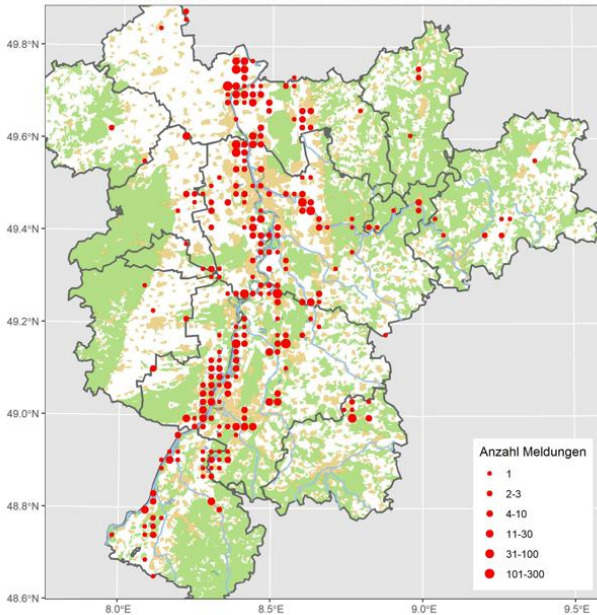 49.8°N
49.6°N
49.4°N
49.2°N
49.0°N
48.8°N
48.6°N
8.0°E
8.5°E
9.0°E
9.5°E
Anzahl Meldungen
1
2-3
4-10
11-30
31-100
101-300